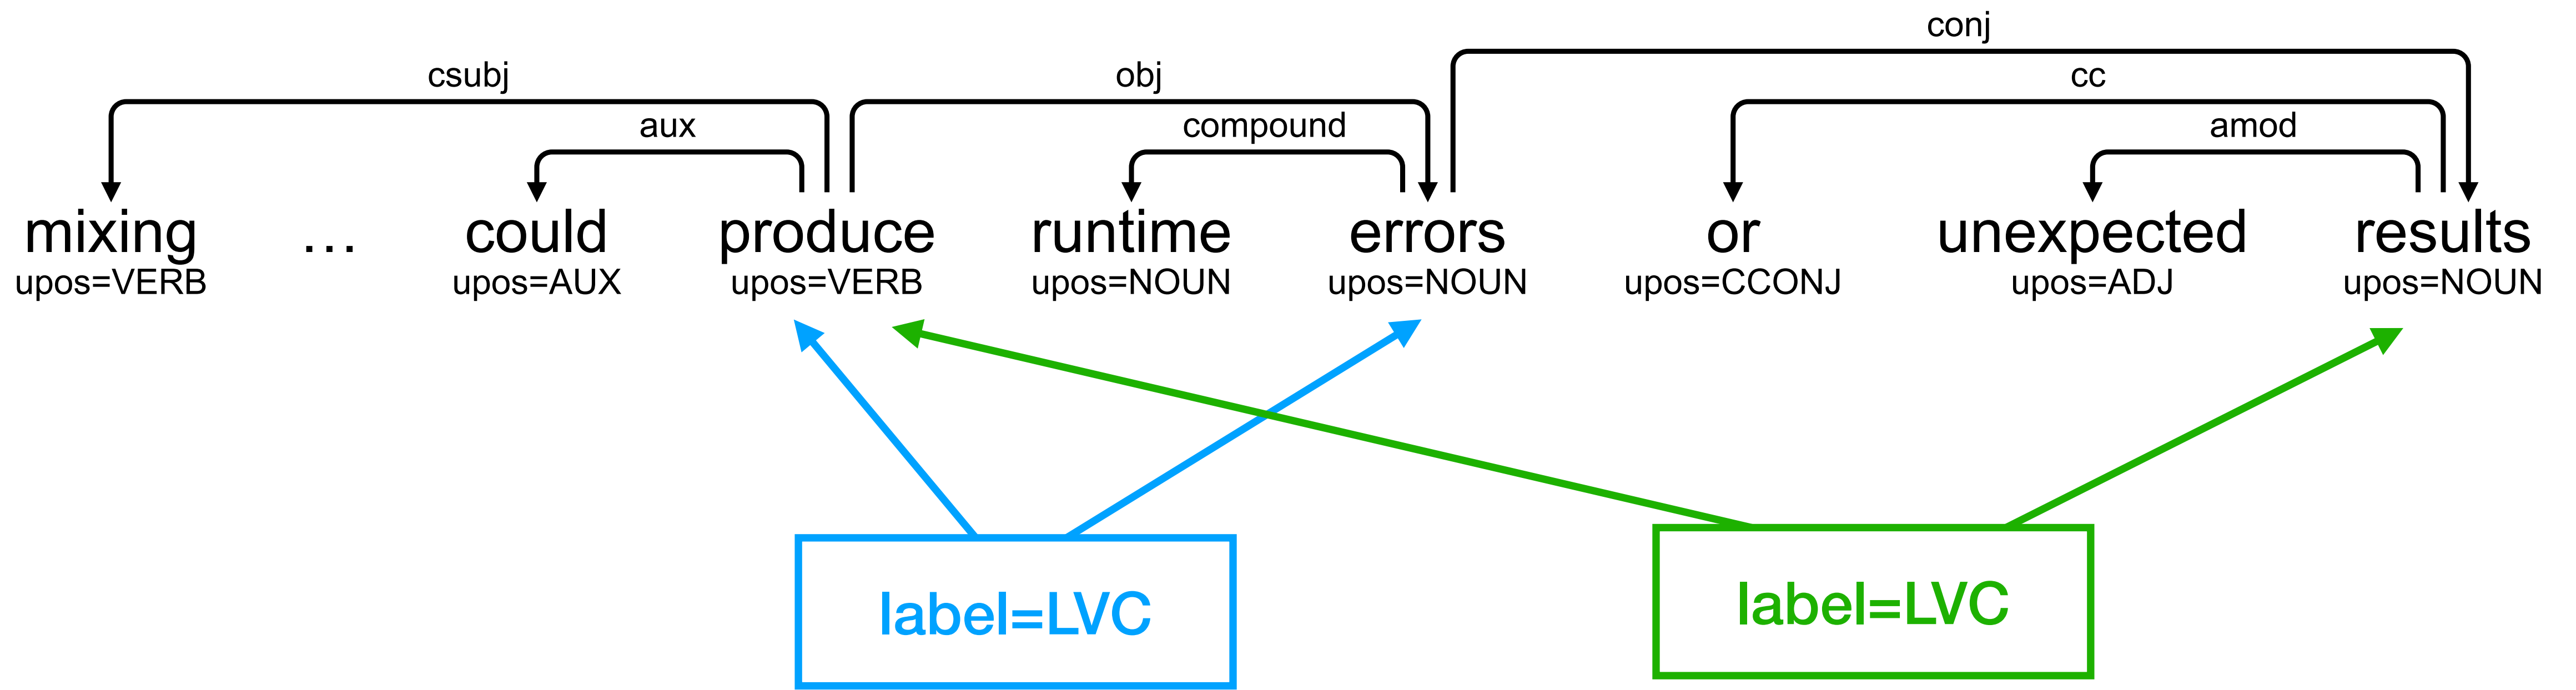 conj
csubj obj cc
aux compound amod
mixing … could produce runtime errors or unexpected results
upos=VERB upos=AUX upos=VERB upos=NOUN upos=NOUN upos=CCONJ upos=ADJ upos=NOUN
label=LVC label=LVC